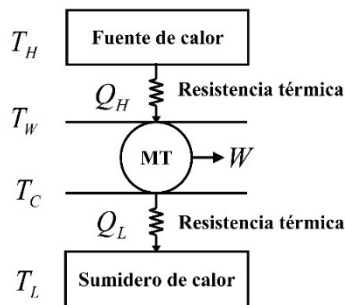 T_H
Fuente de calor
Q_H
Resistencia térmica
T_W
MT
W
T_C
Q_L
Resistencia térmica
T_L
Sumidero de calor